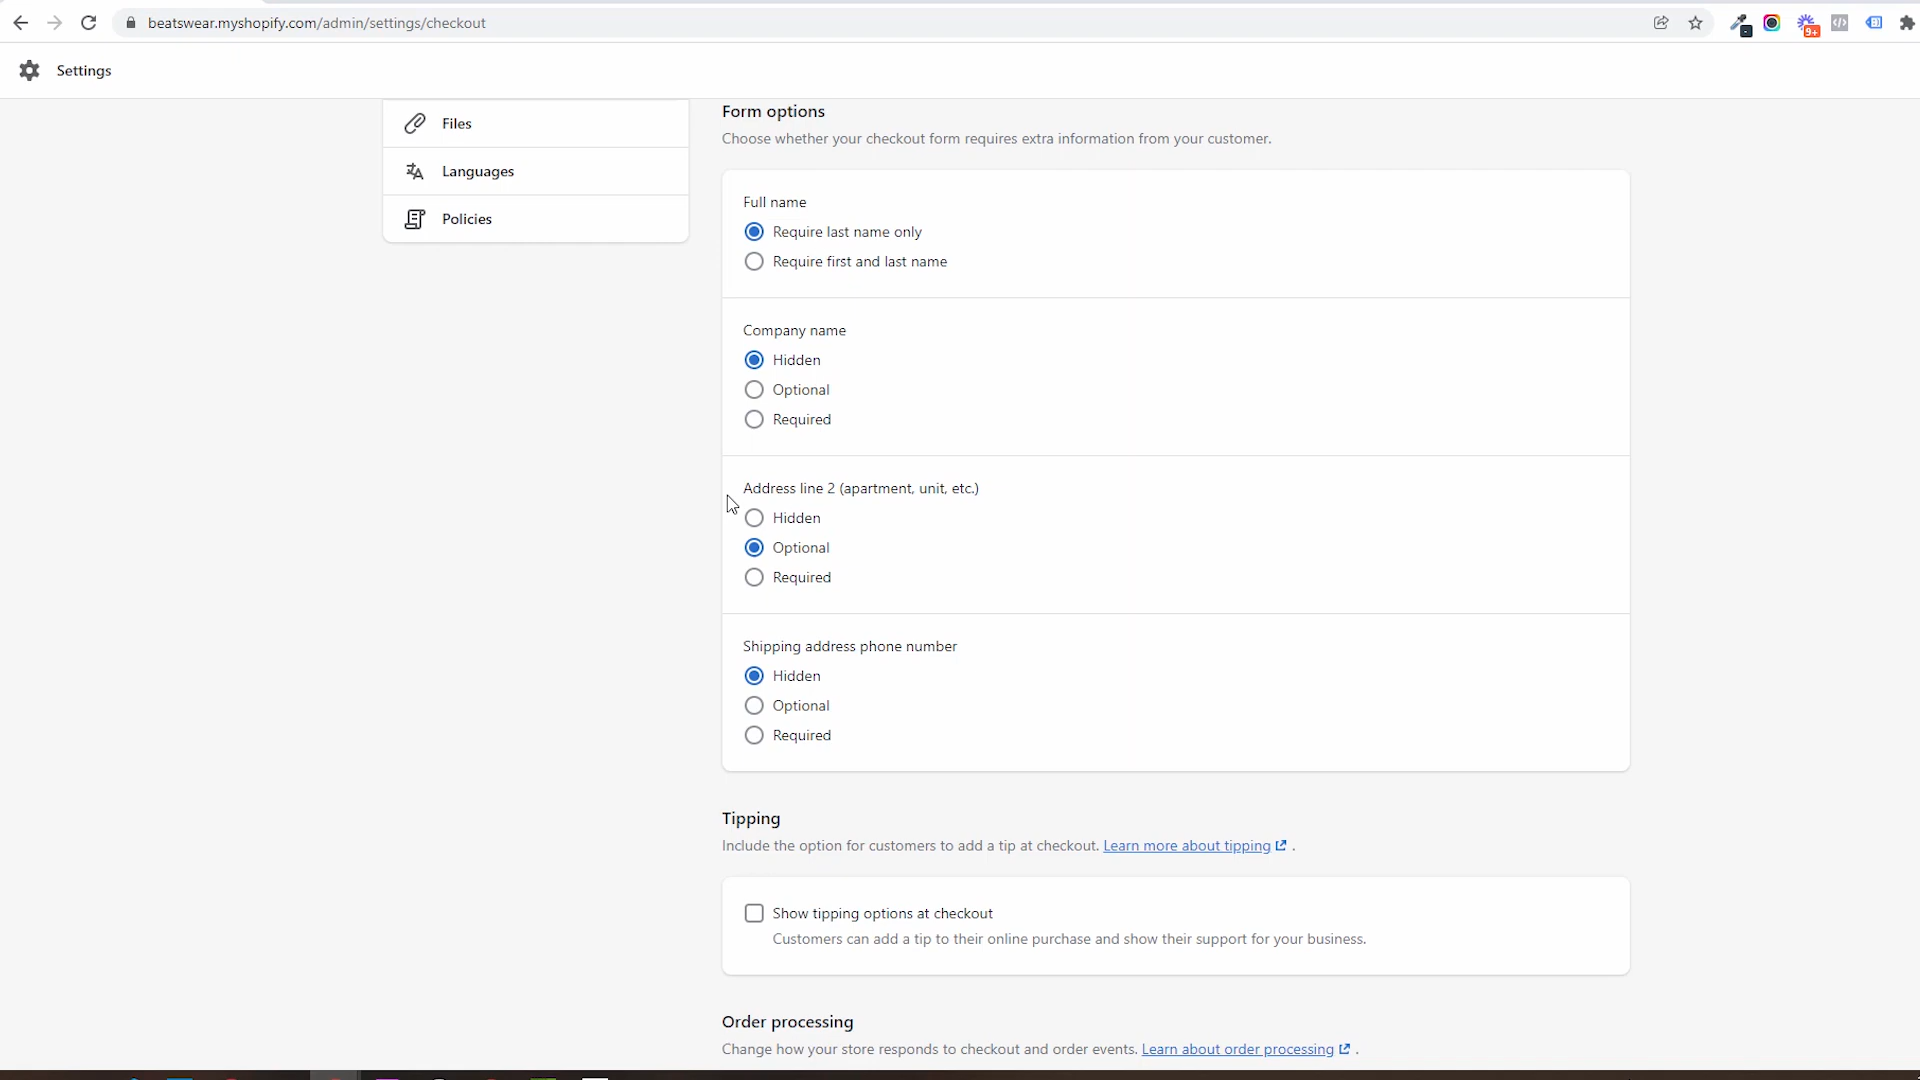 beatswear.myshopify.com/admin/settings/checkout
9+
Settings
Files
Languages
Policies
Form options
Choose whether your checkout form requires extra information from your customer.
Full name
Require last name only
Require first and last name
Company name
Hidden
Optional
Required
Address line 2 (apartment, unit, etc.)
Hidden
Optional
Required
Shipping address phone number
Hidden
Optional
Required
Tipping
Include the option for customers to add a tip at checkout. Learn more about tipping .
Show tipping options at checkout
Customers can add a tip to their online purchase and show their support for your business.
Order processing
Change how your store responds to checkout and order events. Learn about order processing .